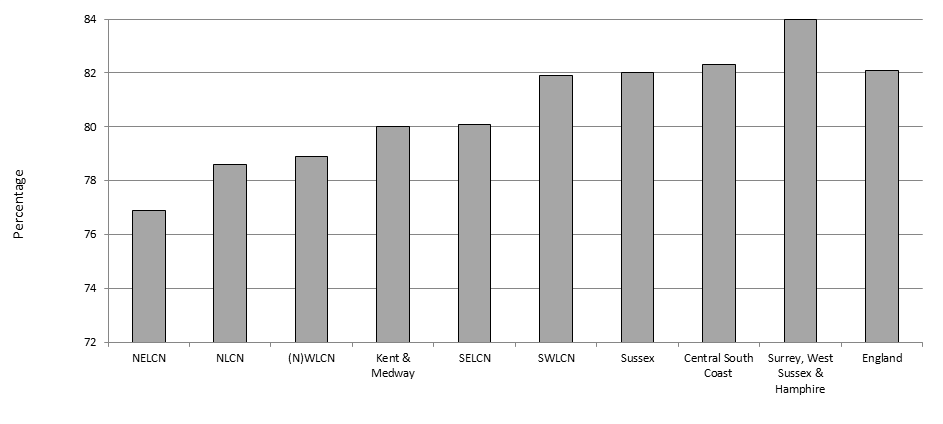 84
82
80
78
76
74
72
Percentage
NELCN
NLCN
(N)WLCN
Kent &
Medway
SELCN
SWLCN
Sussex
Central South
Coast
Surrey, West
Sussex &
Hamphire
England